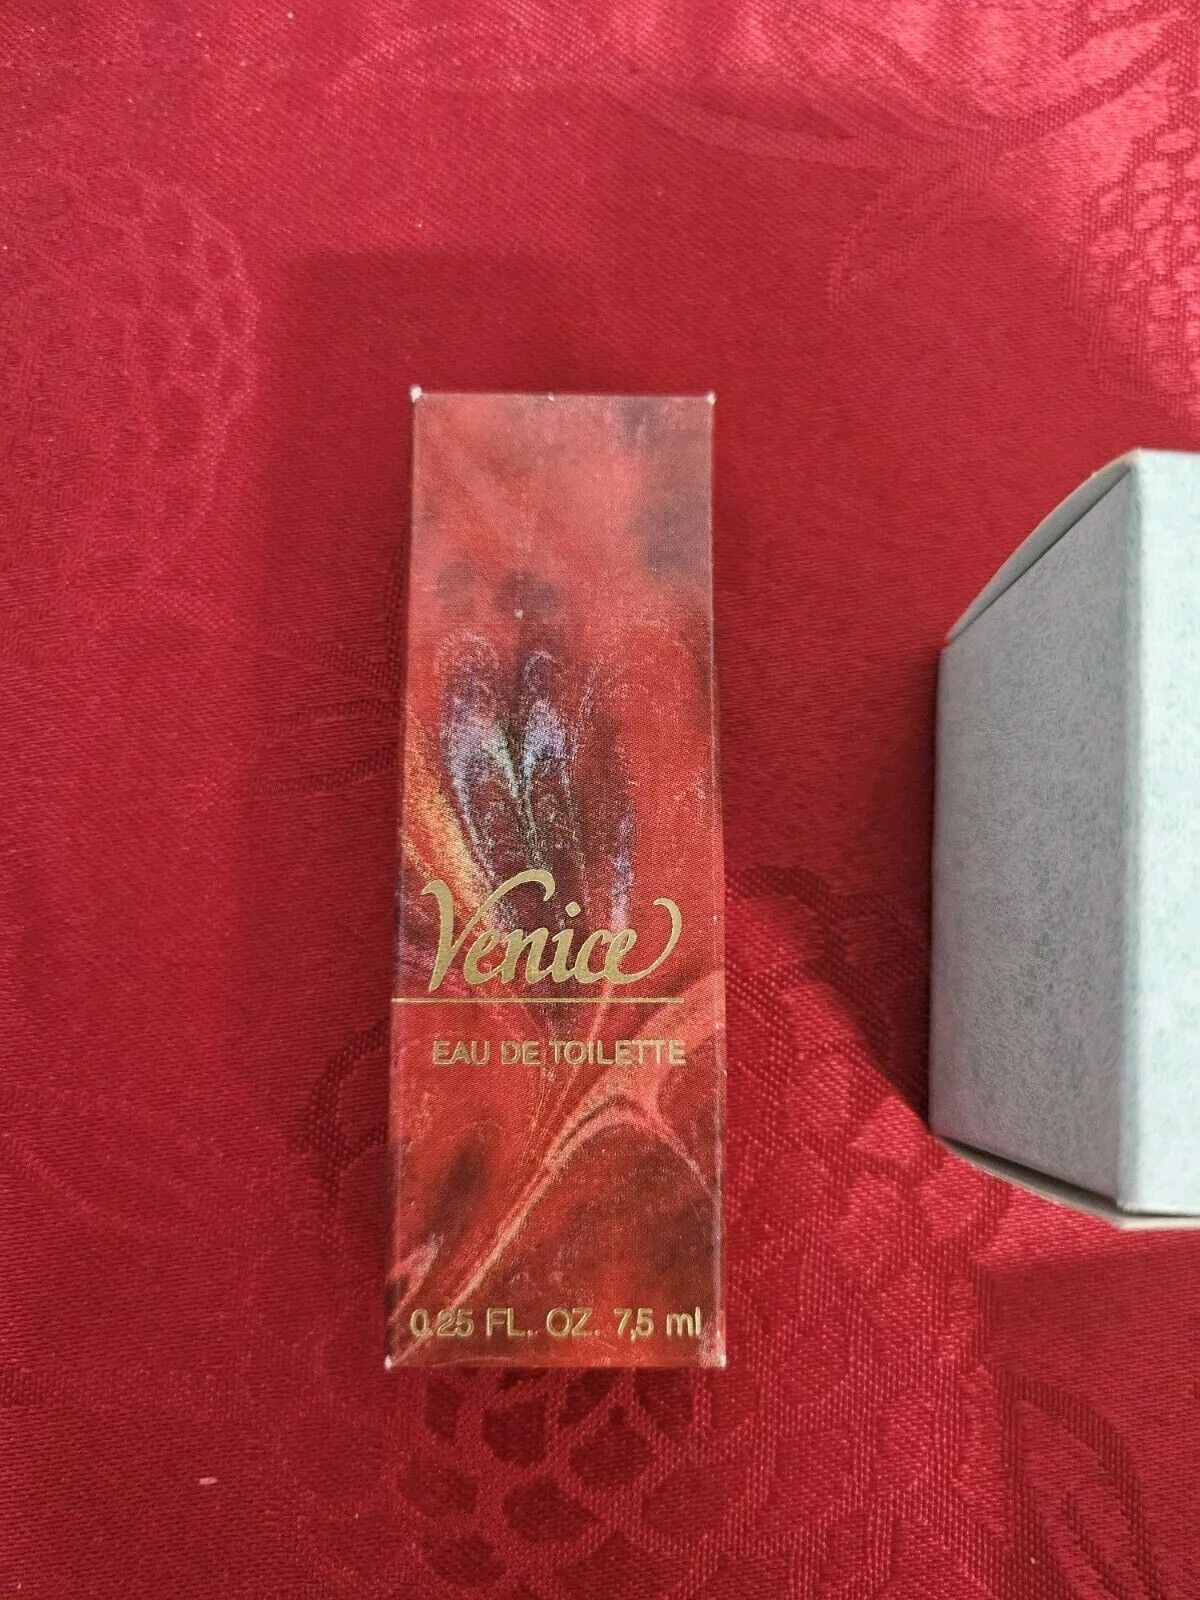 Venice
EAU DE TOILETTE
0.25 FL. OZ. 7,5 ml